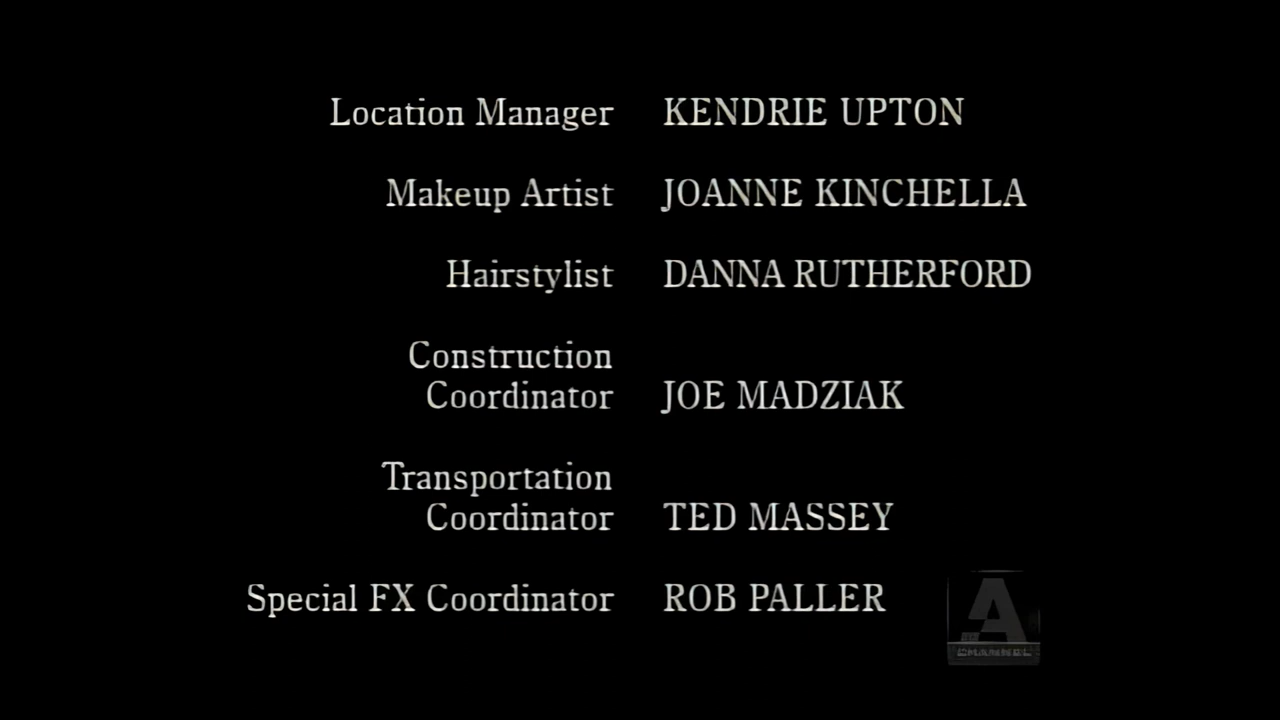 Location Manager KENDRIE UPTON
Makeup Artist JOANNE KINCHELLA
Hairstylist DANNA RUTHERFORD
Construction
Coordinator JOE MADZIAK
Transportation
Coordinator TED MASSEY
Special FX Coordinator ROB PALLER
A
CHANNEL